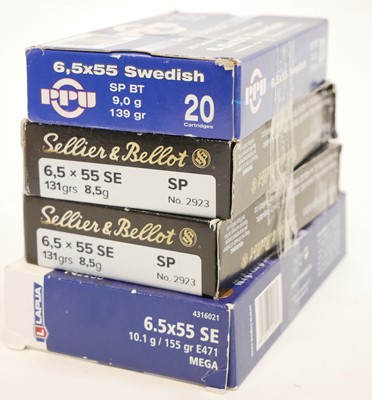 6,5x55 Swedish
PPU
SP BT
9,0 g
139 gr
20
Cartridges
Sellier & Bellot
6,5 x 55 SE
SP
131grs 8,5g
No. 2923
Sellier & Bellot
6,5 x 55 SE
SP
131grs 8,5g
No. 2923
L LAPUA
4316021
6.5x55 SE
10.1 g / 155 gr E471
MEGA